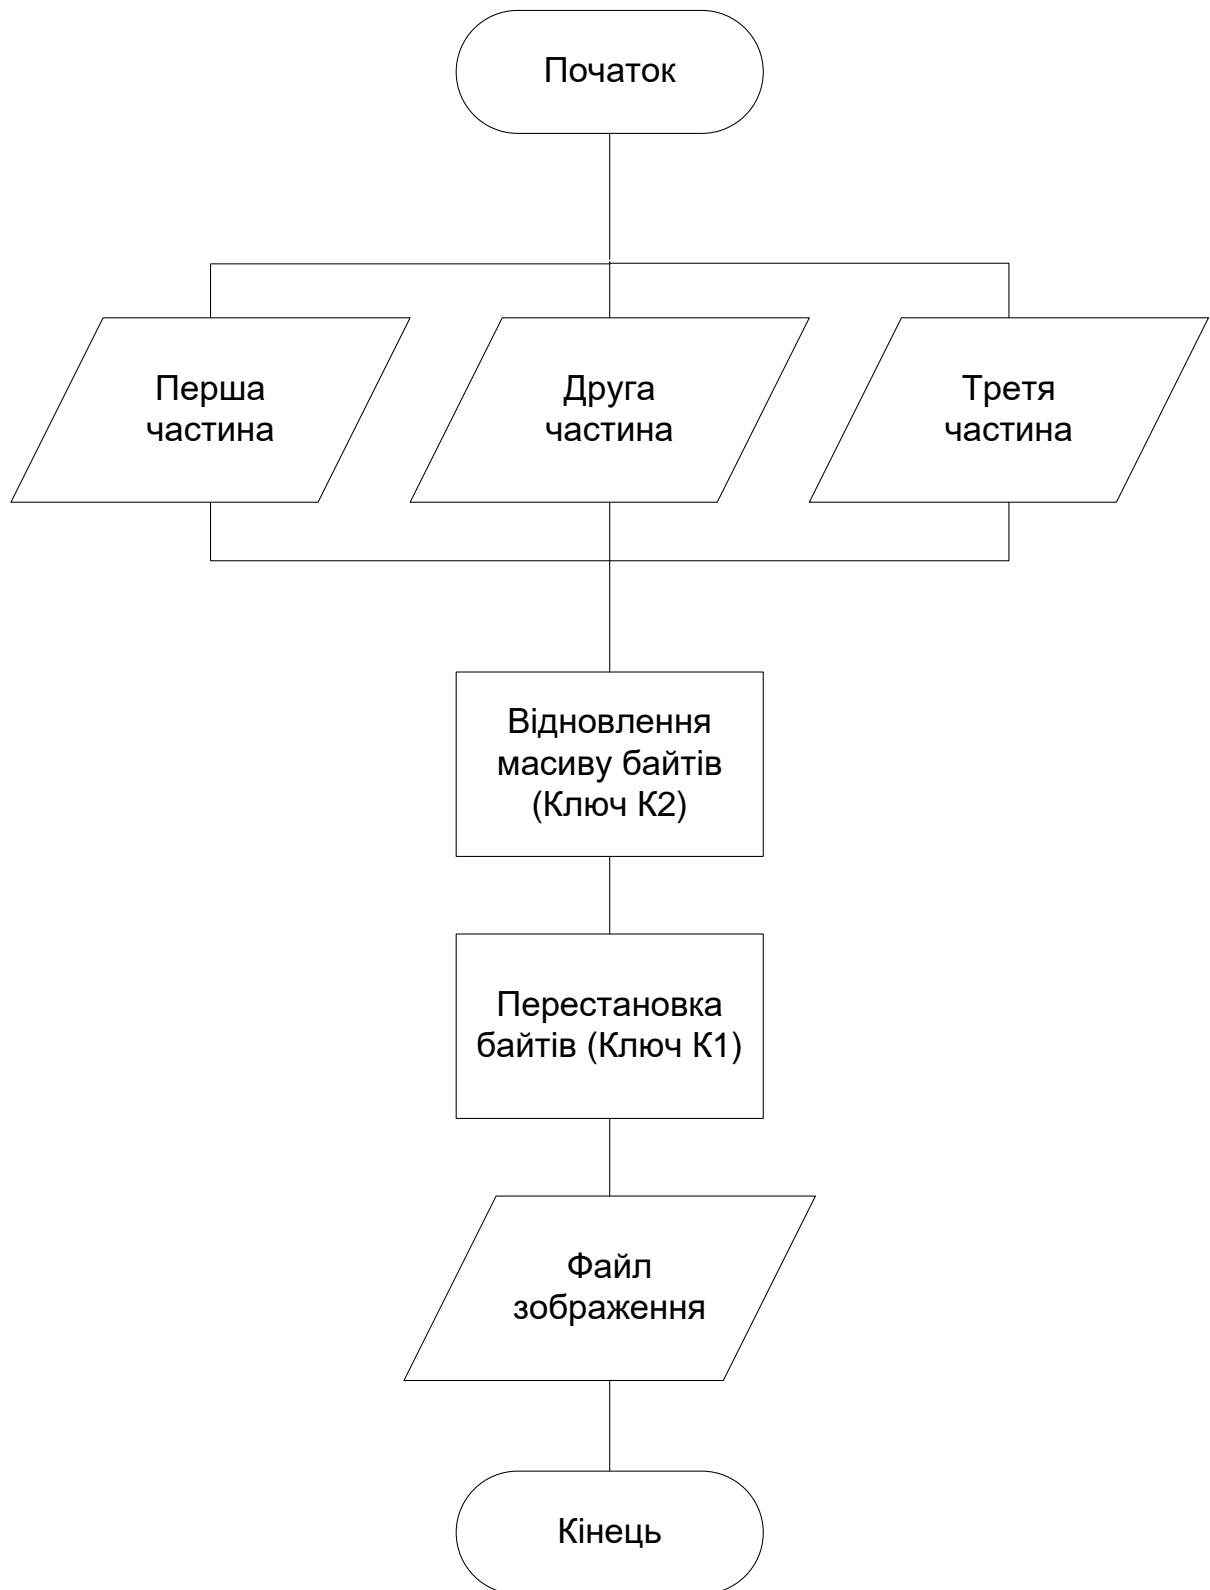 Початок
Перша
частина
Друга
частина
Третя
частина
Відновлення
масиву байтів
(Ключ К2)
Перестановка
байтів (Ключ К1)
Файл
зображення
Кінець